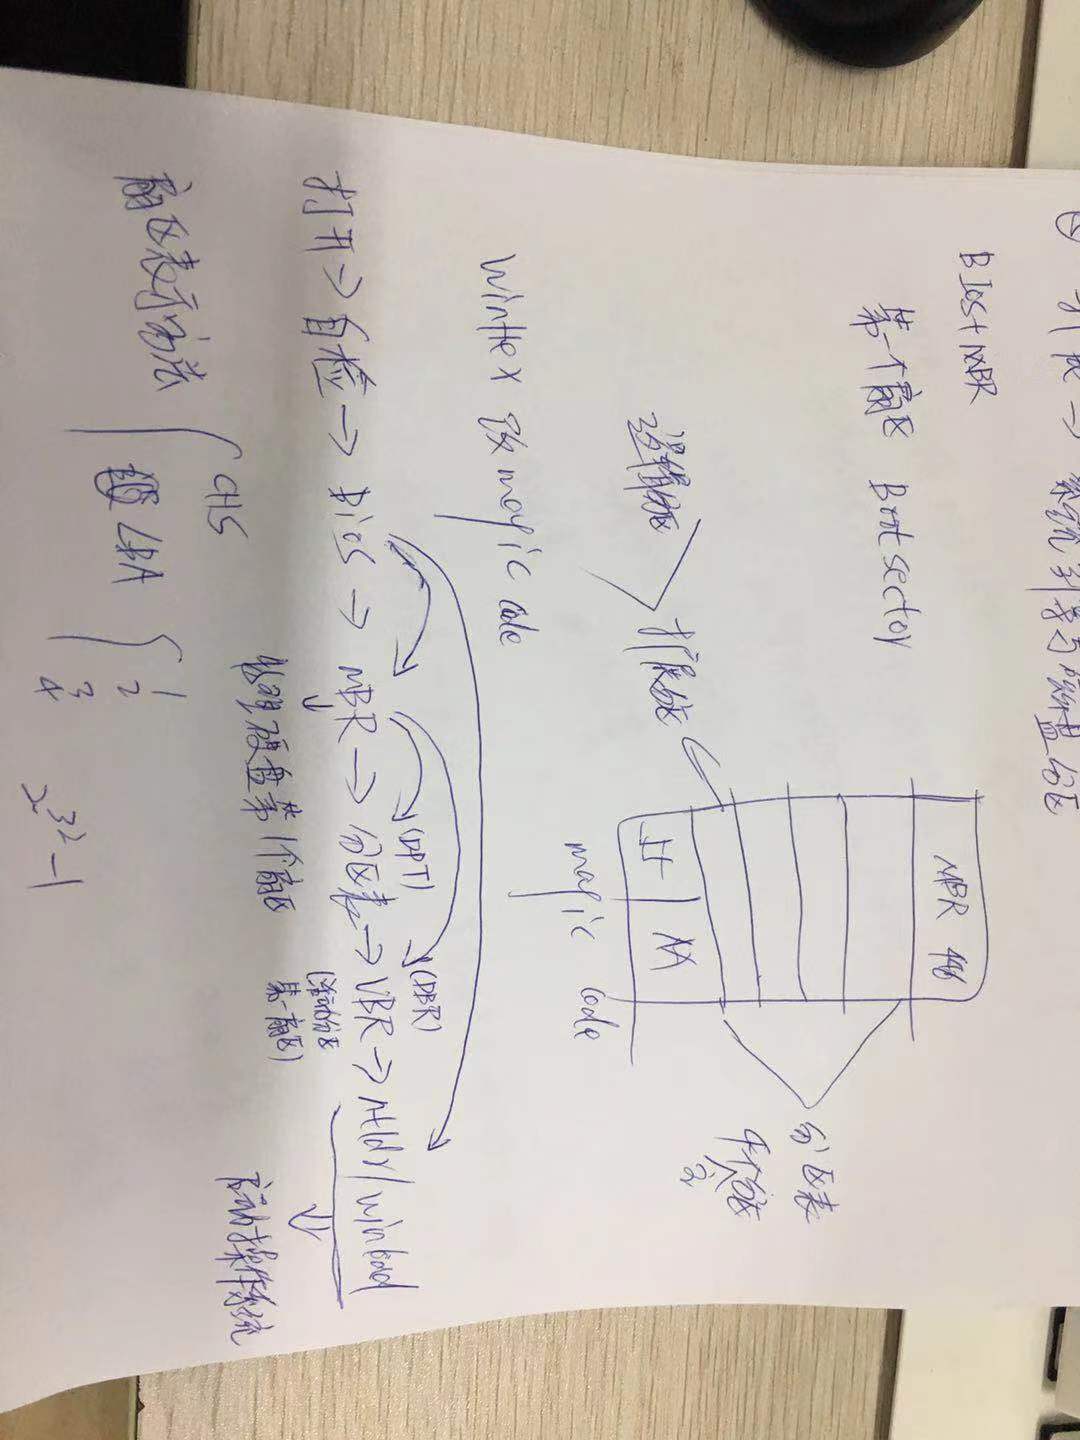 系统引导与磁盘分区
BIOS+MBR
MBR 446
第一个扇区 Boot sector
分区表
4个分区
主
逻辑分区
扩展分区
55 AA
magic code
WinHex 改 magic code
(DPT) (DBR)
打开→自检→BiOS→MBR→分区表→VBR→ntldr/winload
(活动分区
第一扇区)
物理硬盘第1个扇区
启动操作系统
扇区表示方法
CHS
LBA
1
2
3
4
2^32-1